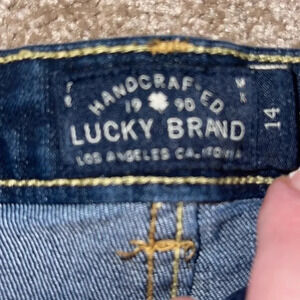 HANDCRAFTED
19 90
LUCKY BRAND
LOS ANGELES CALIFORNIA
14